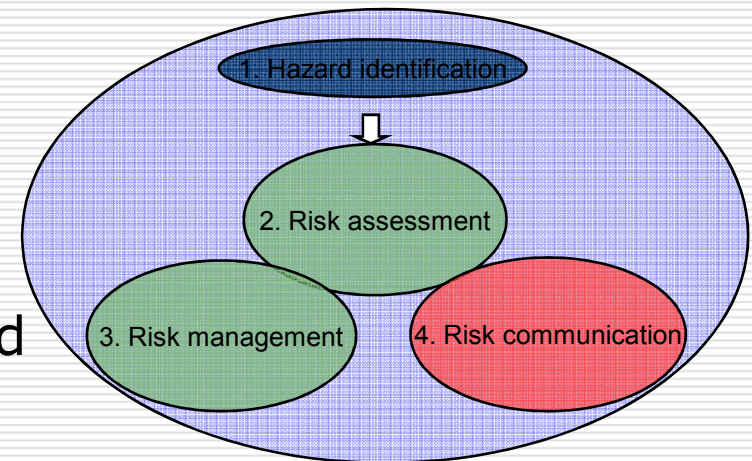 1. Hazard identification
2. Risk assessment
d
3. Risk management
4. Risk communication